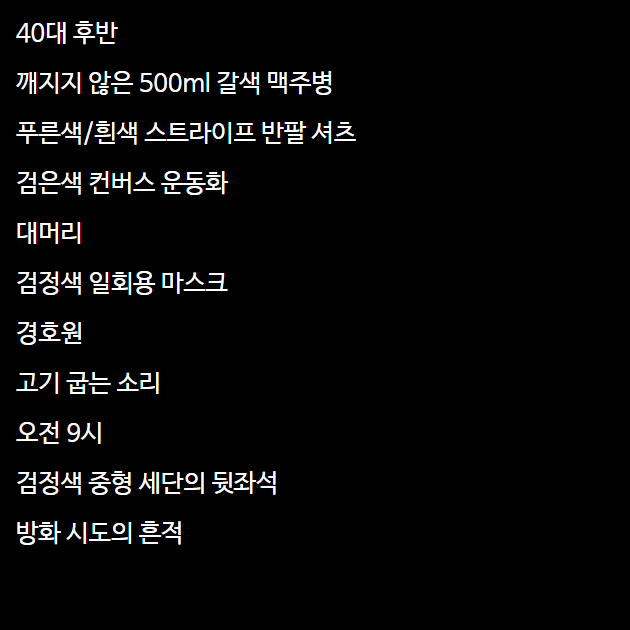 40대 후반
깨지지 않은 500ml 갈색 맥주병
푸른색/흰색 스트라이프 반팔 셔츠
검은색 컨버스 운동화
대머리
검정색 일회용 마스크
경호원
고기 굽는 소리
오전 9시
검정색 중형 세단의 뒷좌석
방화 시도의 흔적